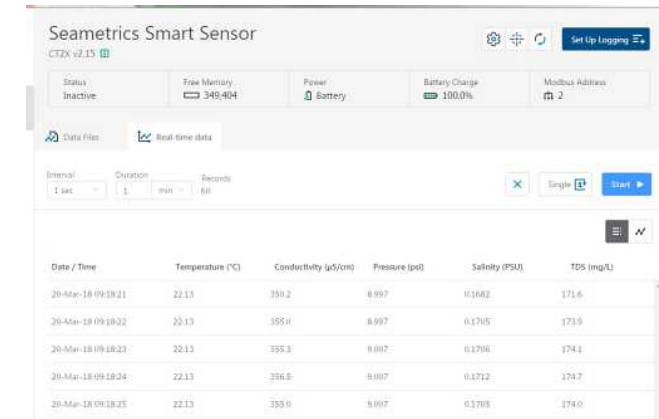 Seametrics Smart Sensor
CT2X v2.15
Set Up Logging
Status Free Memory Power Battery Charge Modbus Address
Inactive 349,404 Battery 100.0% 2
Data Files Real-time data
Interval Duration Records
1 sec 1 min 60
Single Start
Date / Time Temperature (°C) Conductivity (µS/cm) Pressure (psi) Salinity (PSU) TDS (mg/L)
20-Mar-18 09:18:21 22.13 350.2 8.997 0.1682 171.6
20-Mar-18 09:18:22 22.13 355.0 8.997 0.1705 173.9
20-Mar-18 09:18:23 22.13 355.3 9.007 0.1706 174.1
20-Mar-18 09:18:24 22.13 356.5 9.007 0.1712 174.7
20-Mar-18 09:18:25 22.13 355.0 9.007 0.1705 174.0